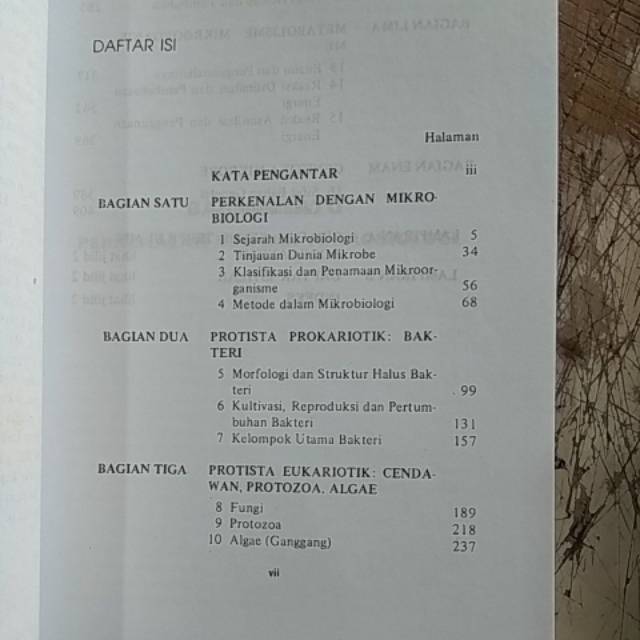 DAFTAR ISI
Halaman
KATA PENGANTAR iii
BAGIAN SATU PERKENALAN DENGAN MIKRO-
BIOLOGI
1 Sejarah Mikrobiologi 5
2 Tinjauan Dunia Mikrobe 34
3 Klasifikasi dan Penamaan Mikroor-
ganisme 56
4 Metode dalam Mikrobiologi 68
BAGIAN DUA PROTISTA PROKARIOTIK: BAK-
TERI
5 Morfologi dan Struktur Halus Bak-
teri 99
6 Kultivasi, Reproduksi dan Pertum-
buhan Bakteri 131
7 Kelompok Utama Bakteri 157
BAGIAN TIGA PROTISTA EUKARIOTIK: CENDA-
WAN, PROTOZOA, ALGAE
8 Fungi 189
9 Protozoa 218
10 Algae (Ganggang) 237
vii